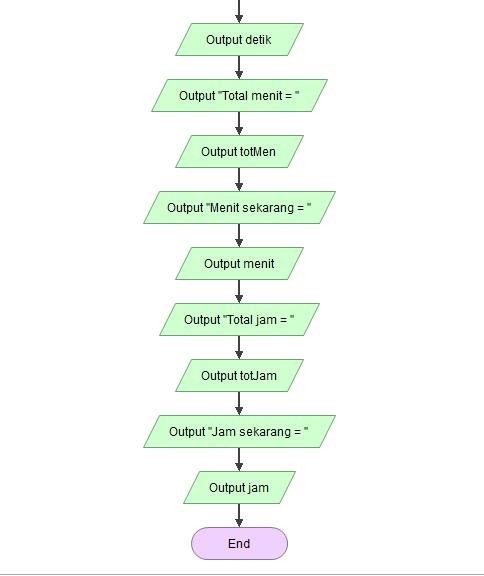 Output detik
Output "Total menit = "
Output totMen
Output "Menit sekarang = "
Output menit
Output "Total jam = "
Output totJam
Output "Jam sekarang = "
Output jam
End